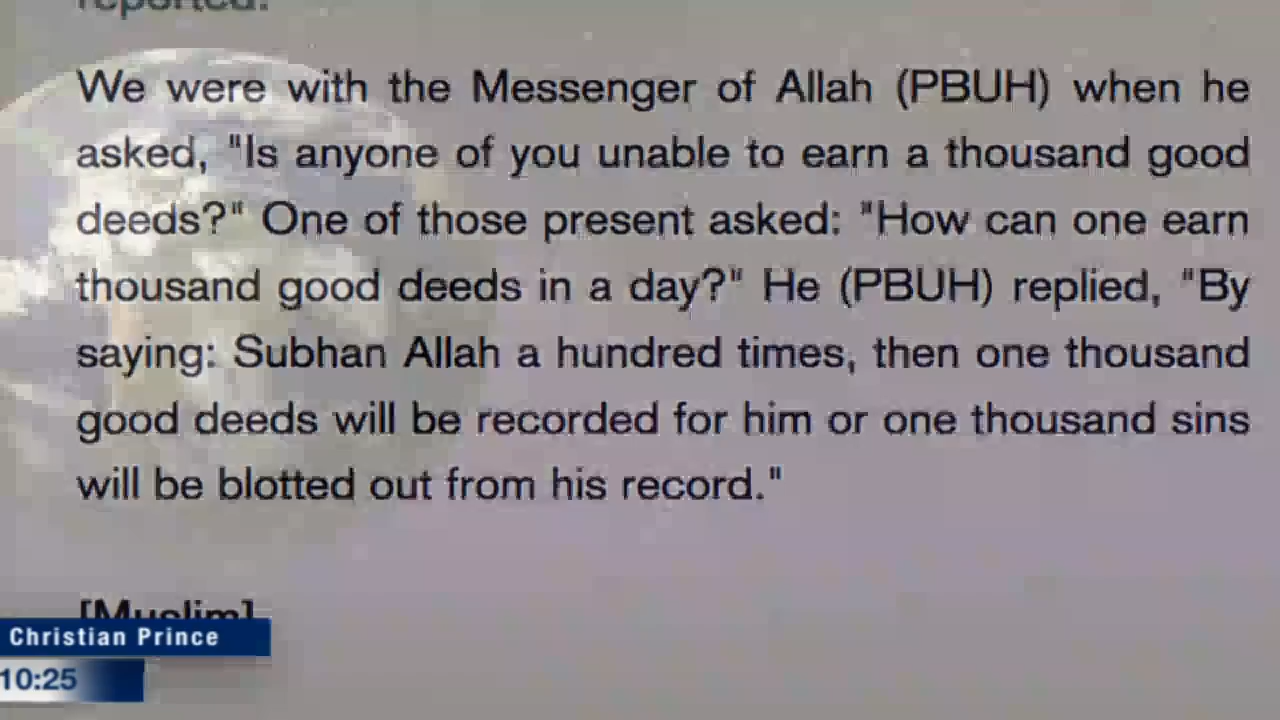 reported:
We were with the Messenger of Allah (PBUH) when he
asked, "Is anyone of you unable to earn a thousand good
deeds?" One of those present asked: "How can one earn
thousand good deeds in a day?" He (PBUH) replied, "By
saying: Subhan Allah a hundred times, then one thousand
good deeds will be recorded for him or one thousand sins
will be blotted out from his record."
[Muslim]
Christian Prince
10:25